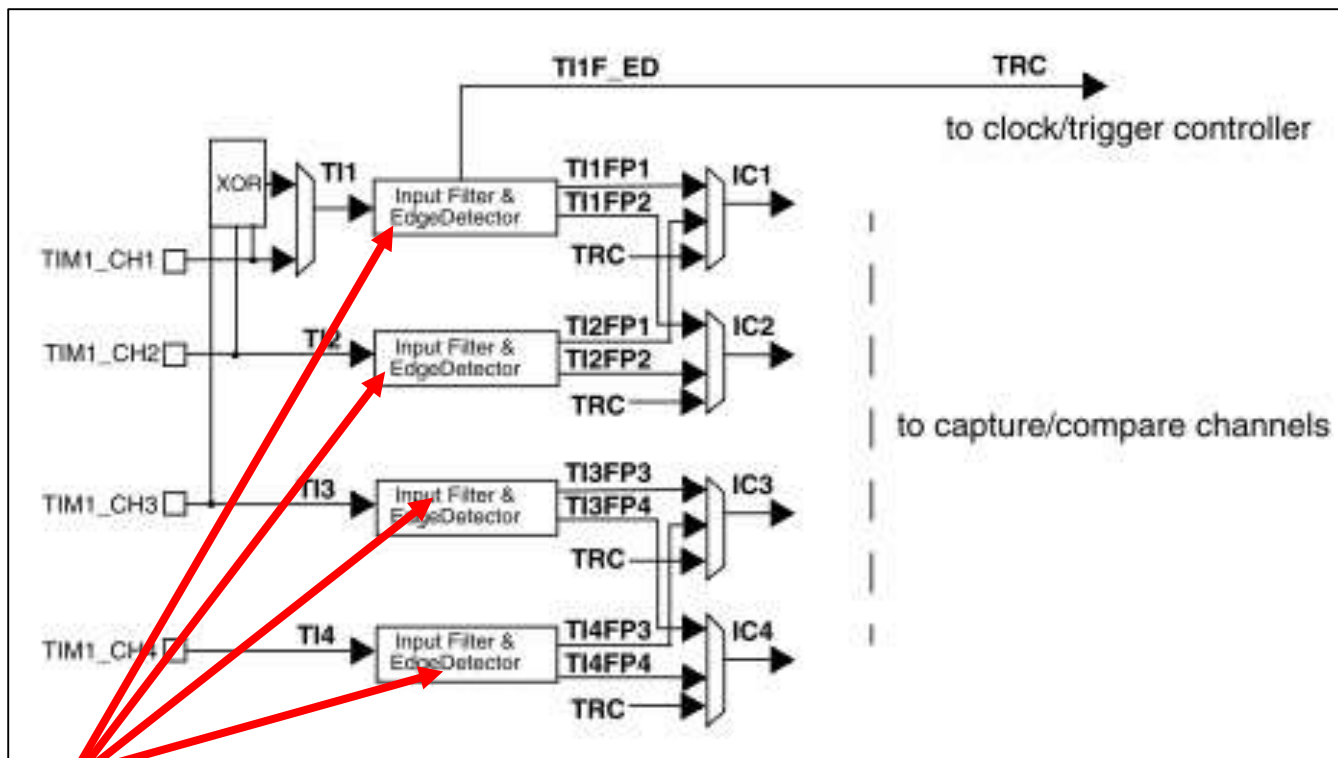 TI1F_ED
TRC
to clock/trigger controller
XOR
TI1
Input Filter &
EdgeDetector
TI1FP1
TI1FP2
TRC
IC1
TIM1_CH1
TIM1_CH2
TI2
Input Filter &
EdgeDetector
TI2FP1
TI2FP2
TRC
IC2
to capture/compare channels
TIM1_CH3
TI3
Input Filter &
EdgeDetector
TI3FP3
TI3FP4
TRC
IC3
TIM1_CH4
TI4
Input Filter &
EdgeDetector
TI4FP3
TI4FP4
TRC
IC4